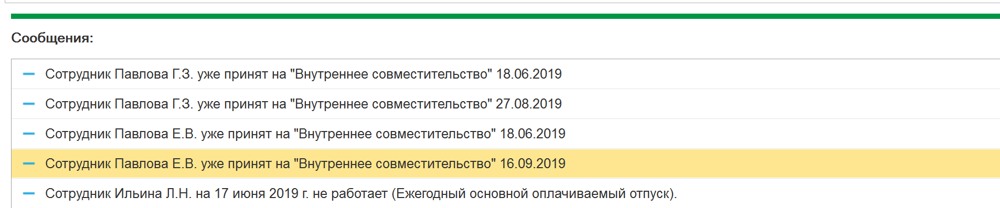 Сообщения:
Сотрудник Павлова Г.З. уже принят на "Внутреннее совместительство" 18.06.2019
Сотрудник Павлова Г.З. уже принят на "Внутреннее совместительство" 27.08.2019
Сотрудник Павлова Е.В. уже принят на "Внутреннее совместительство" 18.06.2019
Сотрудник Павлова Е.В. уже принят на "Внутреннее совместительство" 16.09.2019
Сотрудник Ильина Л.Н. на 17 июня 2019 г. не работает (Ежегодный основной оплачиваемый отпуск).